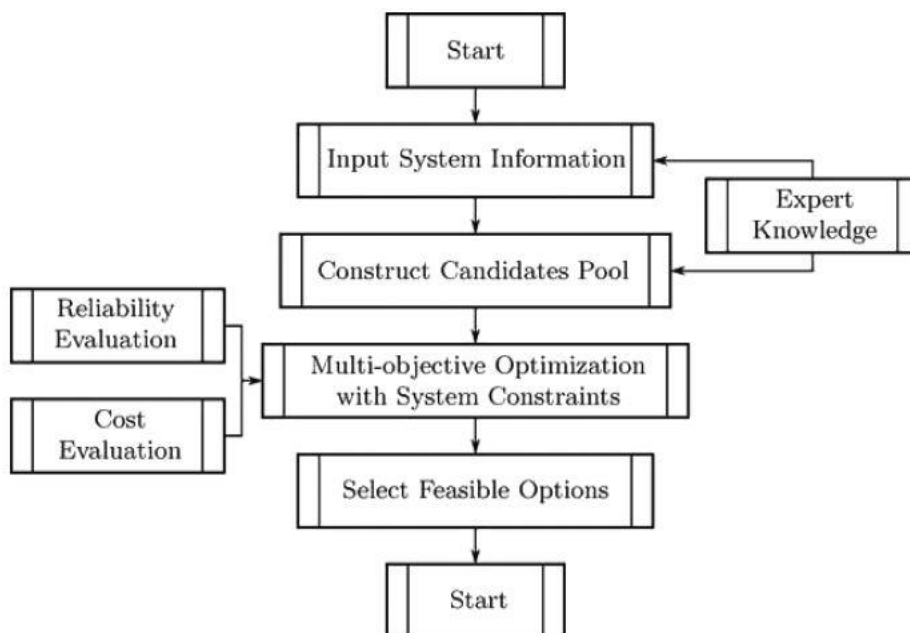 Start
Input System Information
Expert
Knowledge
Construct Candidates Pool
Reliability
Evaluation
Multi-objective Optimization
with System Constraints
Cost
Evaluation
Select Feasible Options
Start